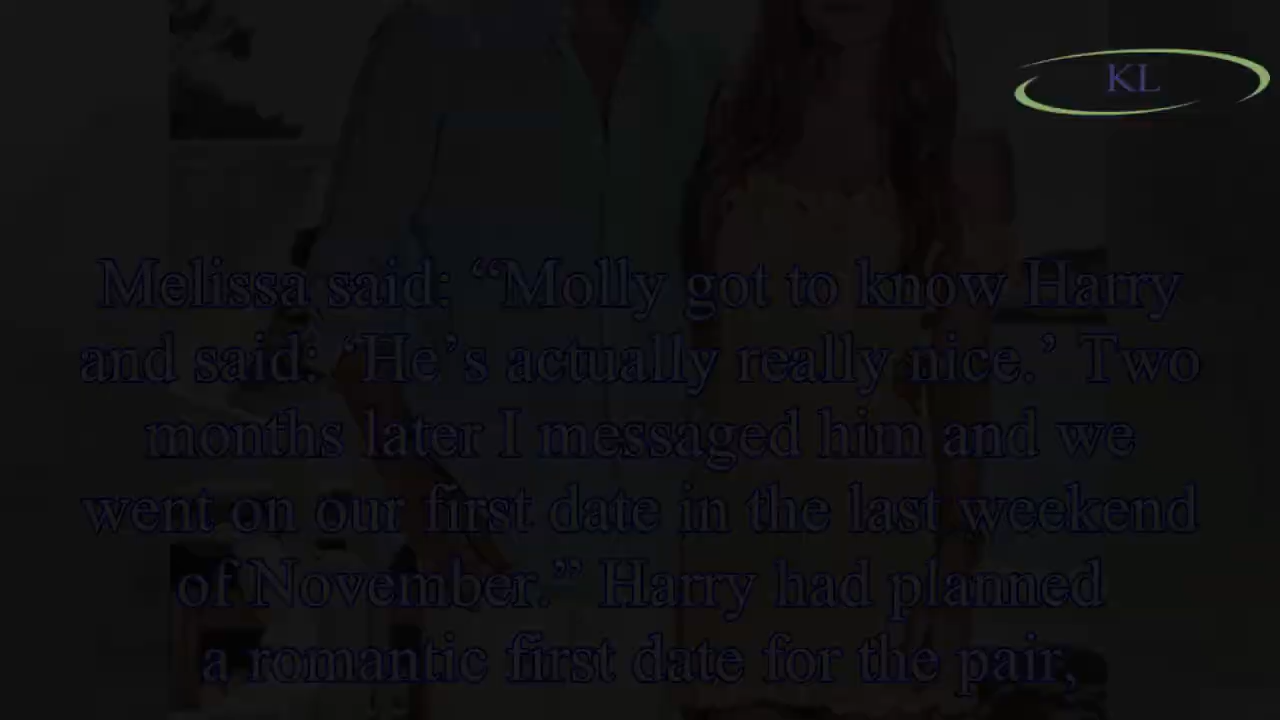 KL
Melissa said: “Molly got to know Harry
and said: ‘He’s actually really nice.’ Two
months later I messaged him and we
went on our first date in the last weekend
of November.” Harry had planned
a romantic first date for the pair,